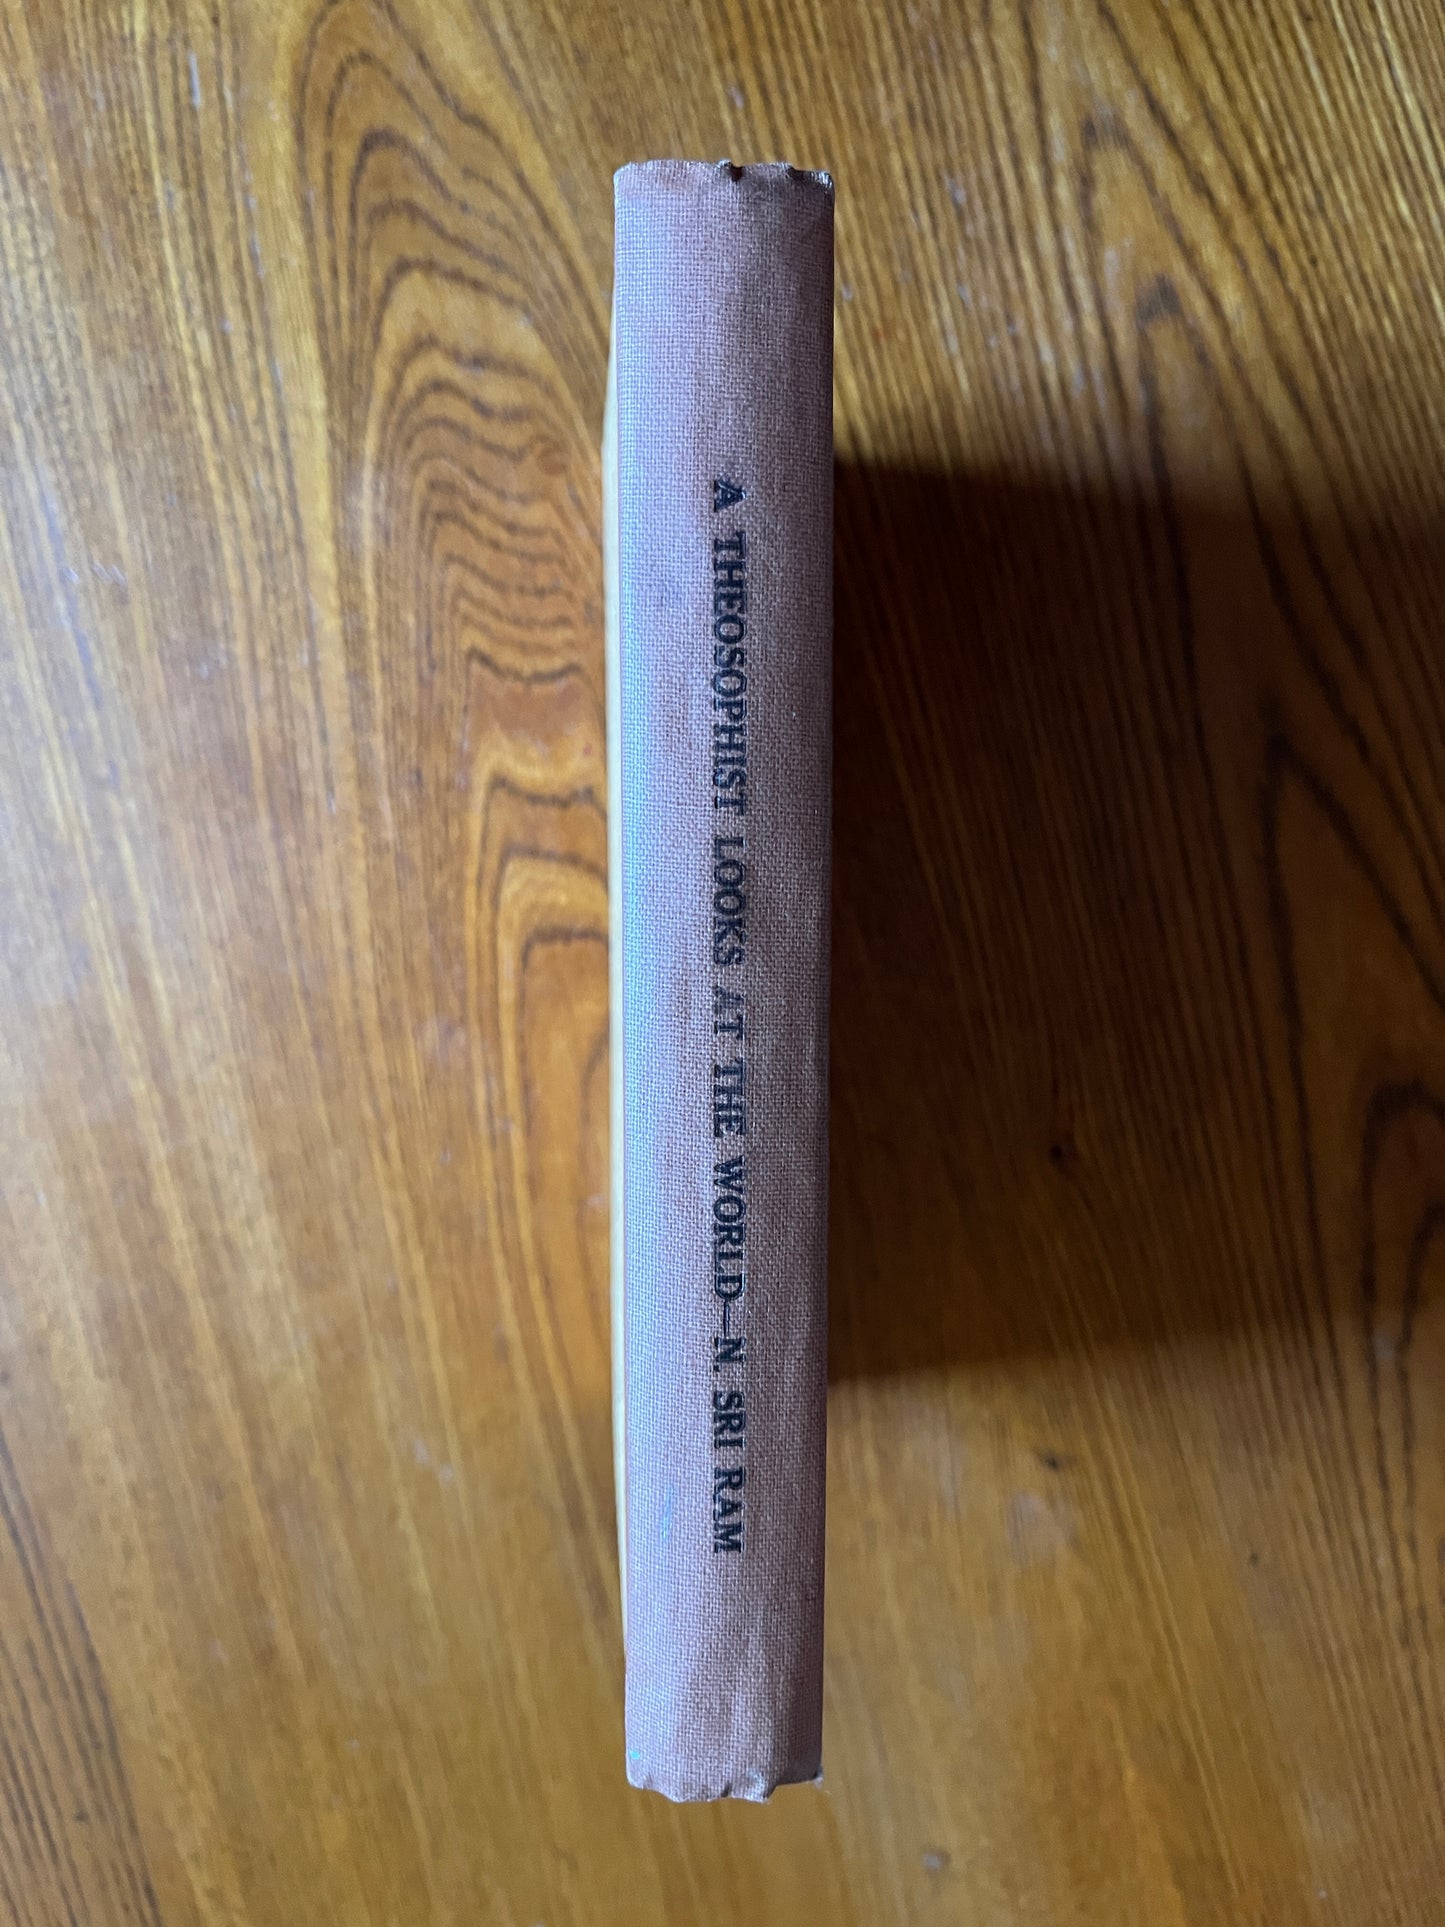 A THEOSOPHIST LOOKS AT THE WORLD—N. SRI RAM